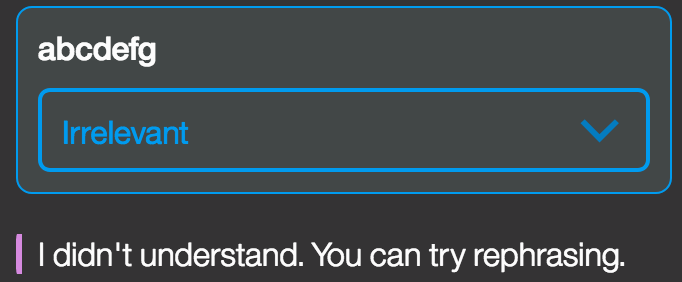 abcdefg
Irrelevant
I didn't understand. You can try rephrasing.